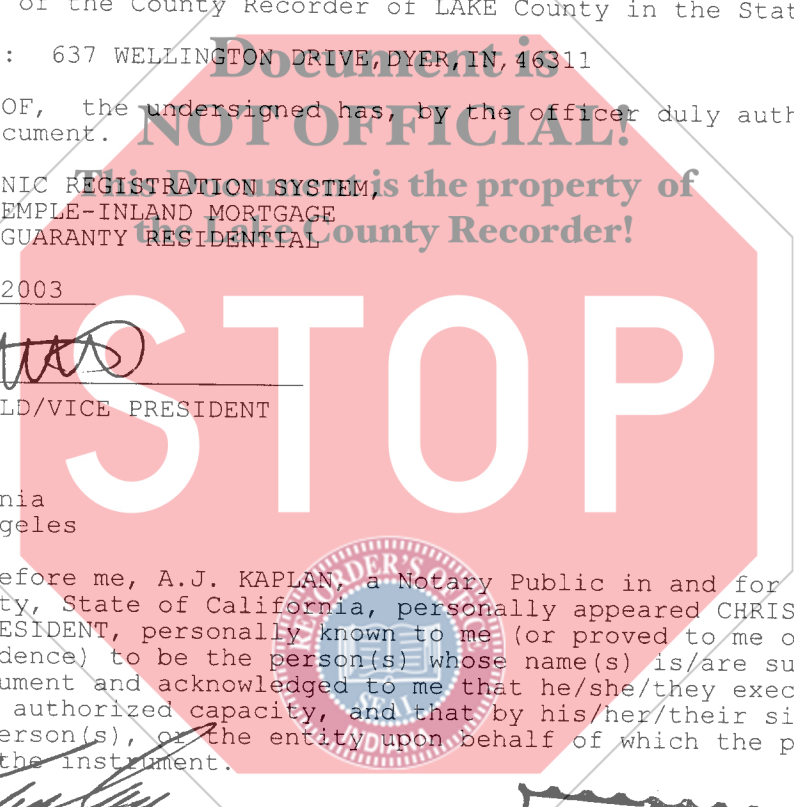 of the County Recorder of LAKE County in the Stat
: 637 WELLINGTON DRIVE,DYER,IN,46311
Document is
OF, the undersigned has, by the officer duly auth
cument.
NOT OFFICIAL!
This Document is the property of
NIC REGISTRATION SYSTEM,
EMPLE-INLAND MORTGAGE
GUARANTY RESIDENTIAL
the Lake County Recorder!
2003
STOP
LD/VICE PRESIDENT
nia
geles
efore me, A.J. KAPLAN, a Notary Public in and for
ty, State of California, personally appeared CHRIS
ESIDENT, personally known to me (or proved to me o
dence) to be the person(s) whose name(s) is/are su
ument and acknowledged to me that he/she/they exec
authorized capacity, and that by his/her/their si
erson(s), or the entity upon behalf of which the p
the instrument.
RECORDER'S OFFICE
SEAL
INDIANA